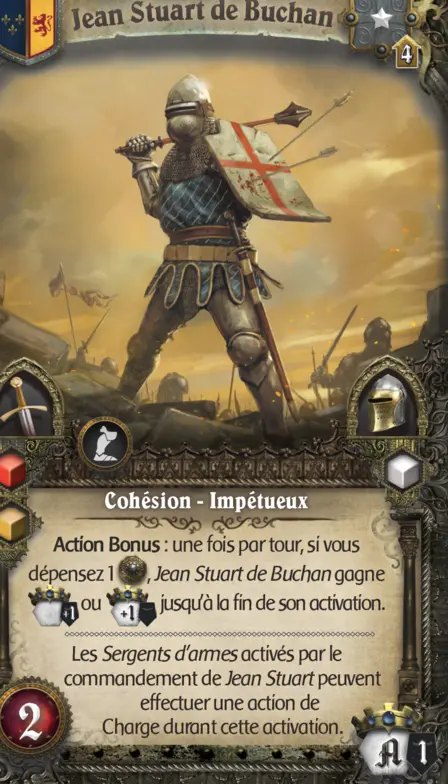 Jean Stuart de Buchan
4
Cohésion - Impétueux
Action Bonus : une fois par tour, si vous
dépensez 1 , Jean Stuart de Buchan gagne
+1 ou +1 jusqu'à la fin de son activation.
Les Sergents d'armes activés par le
commandement de Jean Stuart peuvent
effectuer une action de
Charge durant cette activation.
2
A 1